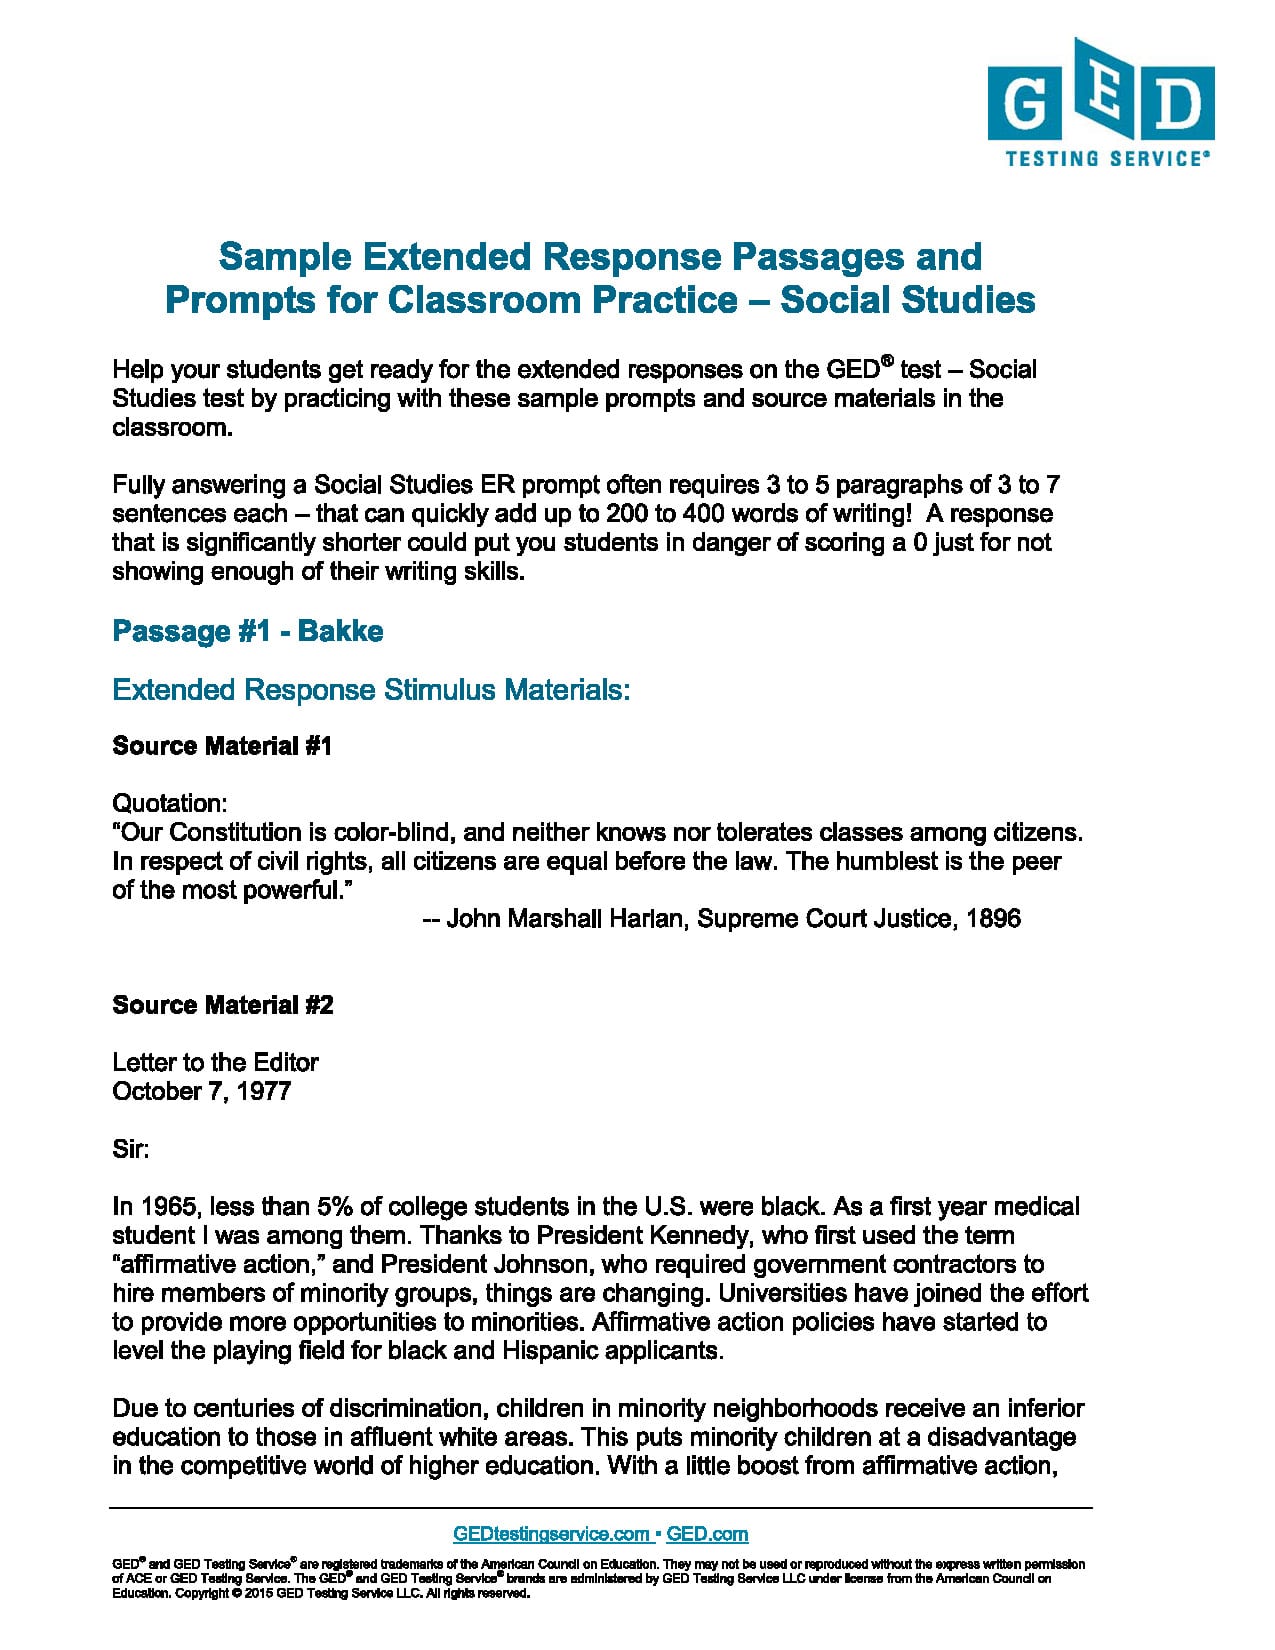 GED
TESTING SERVICE®
Sample Extended Response Passages and
Prompts for Classroom Practice – Social Studies
Help your students get ready for the extended responses on the GED® test – Social
Studies test by practicing with these sample prompts and source materials in the
classroom.
Fully answering a Social Studies ER prompt often requires 3 to 5 paragraphs of 3 to 7
sentences each – that can quickly add up to 200 to 400 words of writing!  A response
that is significantly shorter could put you students in danger of scoring a 0 just for not
showing enough of their writing skills.
Passage #1 - Bakke
Extended Response Stimulus Materials:
Source Material #1
Quotation:
“Our Constitution is color-blind, and neither knows nor tolerates classes among citizens.
In respect of civil rights, all citizens are equal before the law. The humblest is the peer
of the most powerful.”
-- John Marshall Harlan, Supreme Court Justice, 1896
Source Material #2
Letter to the Editor
October 7, 1977
Sir:
In 1965, less than 5% of college students in the U.S. were black. As a first year medical
student I was among them. Thanks to President Kennedy, who first used the term
“affirmative action,” and President Johnson, who required government contractors to
hire members of minority groups, things are changing. Universities have joined the effort
to provide more opportunities to minorities. Affirmative action policies have started to
level the playing field for black and Hispanic applicants.
Due to centuries of discrimination, children in minority neighborhoods receive an inferior
education to those in affluent white areas. This puts minority children at a disadvantage
in the competitive world of higher education. With a little boost from affirmative action,
GEDtestingservice.com ▪ GED.com
GED® and GED Testing Service® are registered trademarks of the American Council on Education. They may not be used or reproduced without the express written permission
of ACE or GED Testing Service. The GED® and GED Testing Service® brands are administered by GED Testing Service LLC under license from the American Council on
Education. Copyright © 2015 GED Testing Service LLC. All rights reserved.